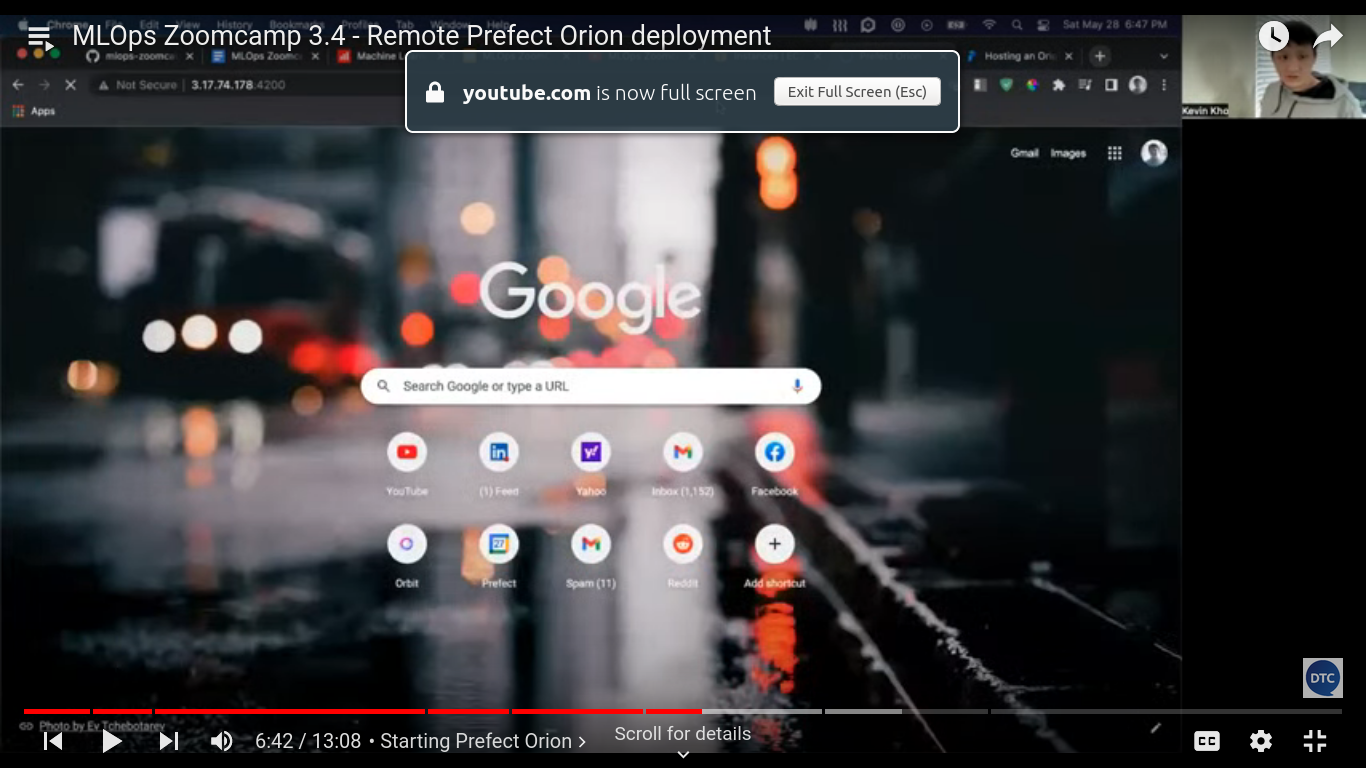 Chrome File Edit View History Bookmarks Profiles Tab Window Help
Sat May 28 6:47 PM
MLOps Zoomcamp 3.4 - Remote Prefect Orion deployment
mlops-zoomca
MLOps Zoomc
Machine L
Hosting an Ori
Not Secure
3.17.74.178:4200
youtube.com is now full screen
Exit Full Screen (Esc)
Apps
Kevin Kho
Gmail Images
Google
Search Google or type a URL
YouTube (1) Feed Yahoo Inbox (1,152) Facebook
27
Orbit Prefect Spam (11) Reddit Add shortcut
DTC
Photo by Ev Tchebotarev
6:42 / 13:08 • Starting Prefect Orion
Scroll for details
CC